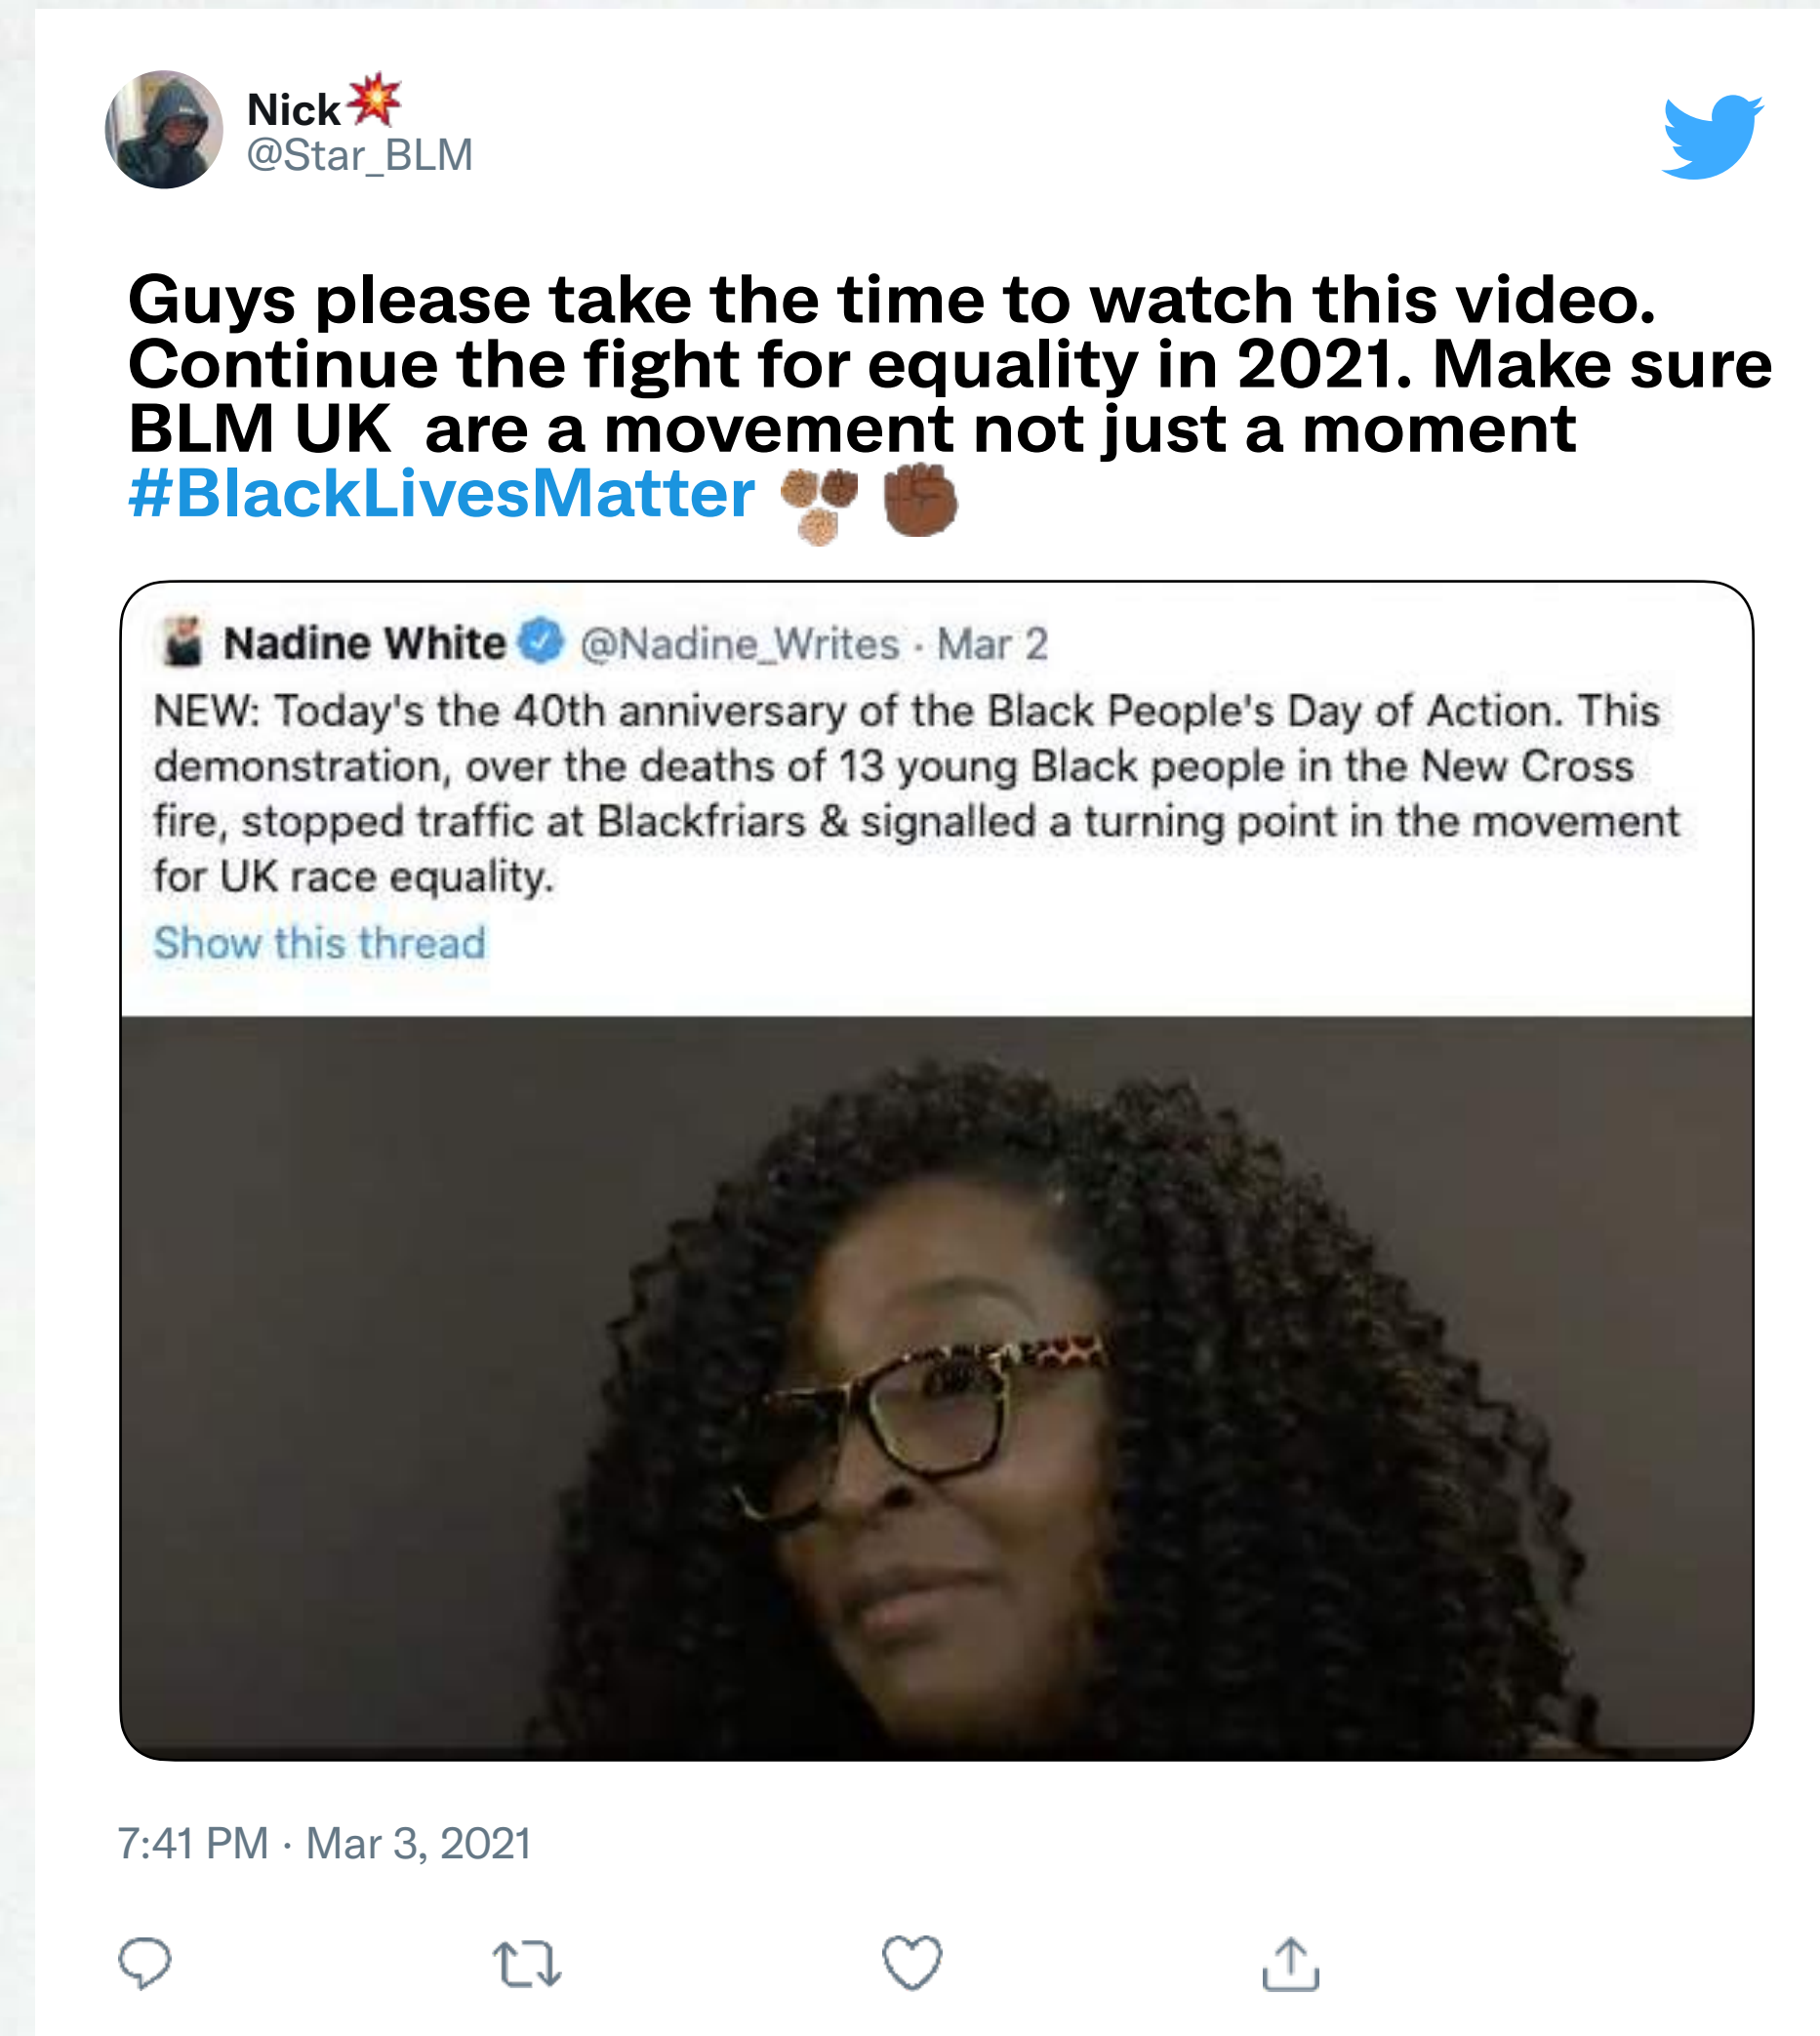 Nick💥
@Star_BLM
Guys please take the time to watch this video.
Continue the fight for equality in 2021. Make sure
BLM UK  are a movement not just a moment
#BlackLivesMatter
Nadine White @Nadine_Writes · Mar 2
NEW: Today's the 40th anniversary of the Black People's Day of Action. This
demonstration, over the deaths of 13 young Black people in the New Cross
fire, stopped traffic at Blackfriars & signalled a turning point in the movement
for UK race equality.
Show this thread
7:41 PM · Mar 3, 2021